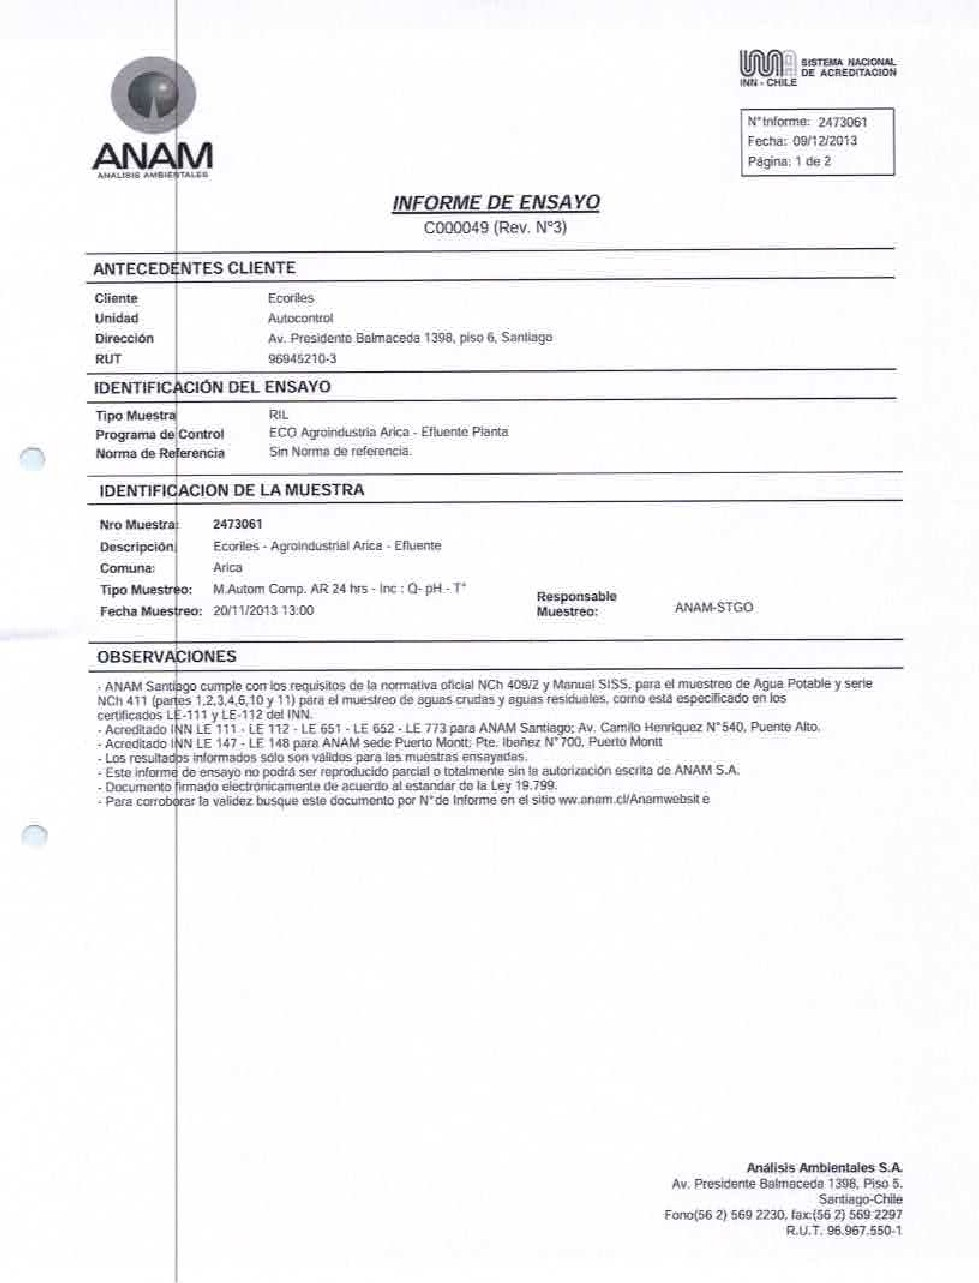 ANAM
ANALISIS AMBIENTALES
INN - CHILE
SISTEMA NACIONAL
DE ACREDITACION
N°Informe: 2473061
Fecha: 09/12/2013
Página: 1 de 2
INFORME DE ENSAYO
C000049 (Rev. N°3)
ANTECEDENTES CLIENTE
Cliente Ecoriles
Unidad Autocontrol
Dirección Av. Presidente Balmaceda 1398, piso 6, Santiago
RUT 96945210-3
IDENTIFICACIÓN DEL ENSAYO
Tipo Muestra RIL
Programa de Control ECO Agroindustria Arica - Efluente Planta
Norma de Referencia Sin Norma de referencia.
IDENTIFICACION DE LA MUESTRA
Nro Muestra: 2473061
Descripción: Ecoriles - Agroindustrial Arica - Efluente
Comuna: Arica
Tipo Muestreo: M.Autom Comp. AR 24 hrs - Inc : Q- pH - T°
Fecha Muestreo: 20/11/2013 13:00
Responsable
Muestreo: ANAM-STGO
OBSERVACIONES
- ANAM Santiago cumple con los requisitos de la normativa oficial NCh 409/2 y Manual SISS, para el muestreo de Agua Potable y serie
NCh 411 (partes 1,2,3,4,6,10 y 11) para el muestreo de aguas crudas y aguas residuales, como está especificado en los
certificados LE-111 y LE-112 del INN.
- Acreditado INN LE 111 - LE 112 - LE 651 - LE 652 - LE 773 para ANAM Santiago; Av. Camilo Henriquez N°540, Puente Alto.
- Acreditado INN LE 147 - LE 148 para ANAM sede Puerto Montt; Pte. Ibañez N°700, Puerto Montt
- Los resultados informados sólo son válidos para las muestras ensayadas.
- Este informe de ensayo no podrá ser reproducido parcial o totalmente sin la autorización escrita de ANAM S.A.
- Documento firmado electrónicamente de acuerdo al estandar de la Ley 19.799.
- Para corroborar la validez busque este documento por N°de Informe en el sitio ww.anam.cl/Anamwebsit e
Análisis Ambientales S.A.
Av. Presidente Balmaceda 1398, Piso 5.
Santiago-Chile
Fono(56 2) 569 2230, fax:(56 2) 569 2297
R.U.T. 96.967.550-1